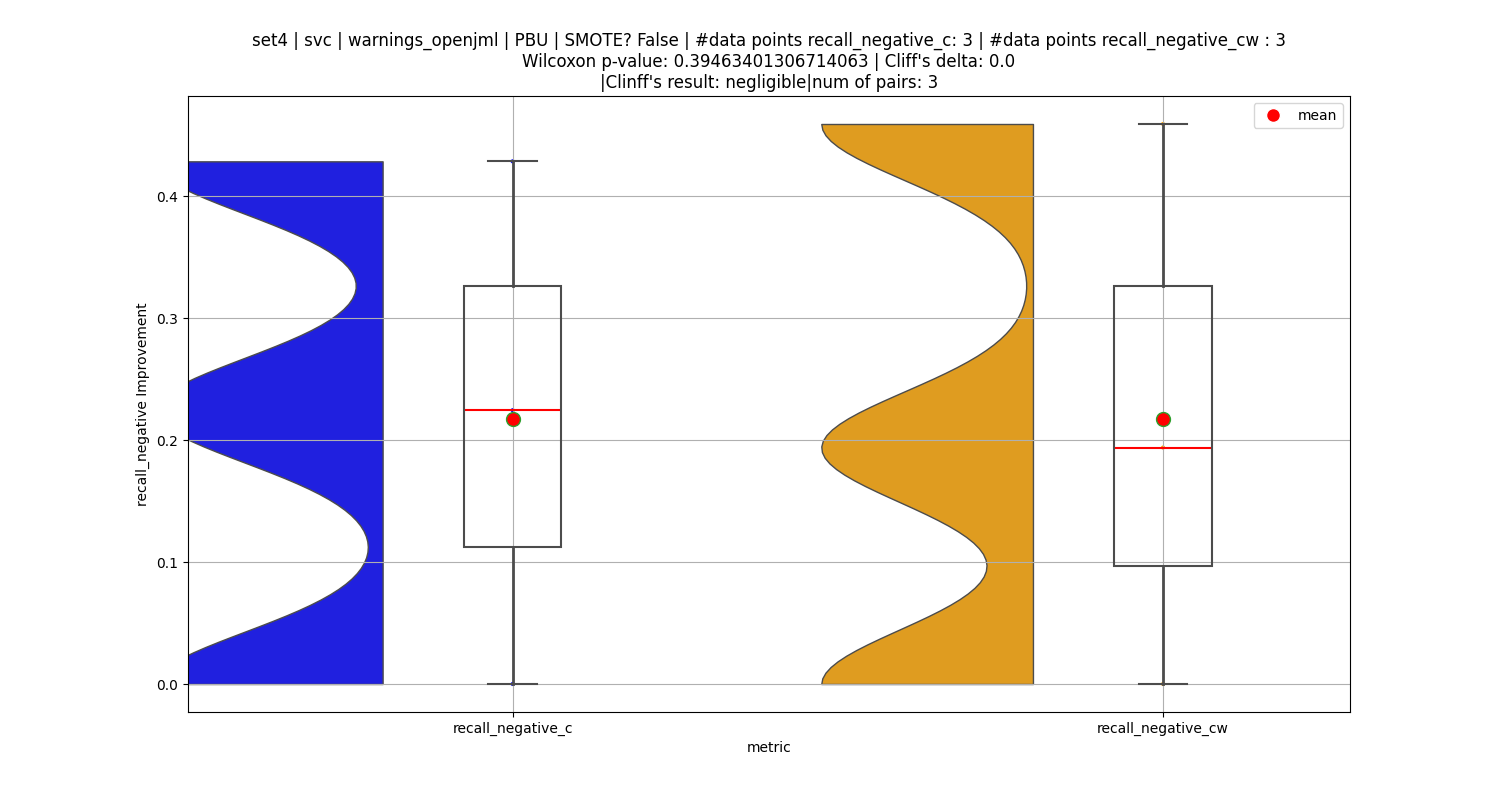 set4 | svc | warnings_openjml | PBU | SMOTE? False | #data points recall_negative_c: 3 | #data points recall_negative_cw : 3
Wilcoxon p-value: 0.39463401306714063 | Cliff's delta: 0.0
|Clinff's result: negligible|num of pairs: 3
mean
0.4
0.3
0.2
0.1
0.0
recall_negative Improvement
recall_negative_c
recall_negative_cw
metric